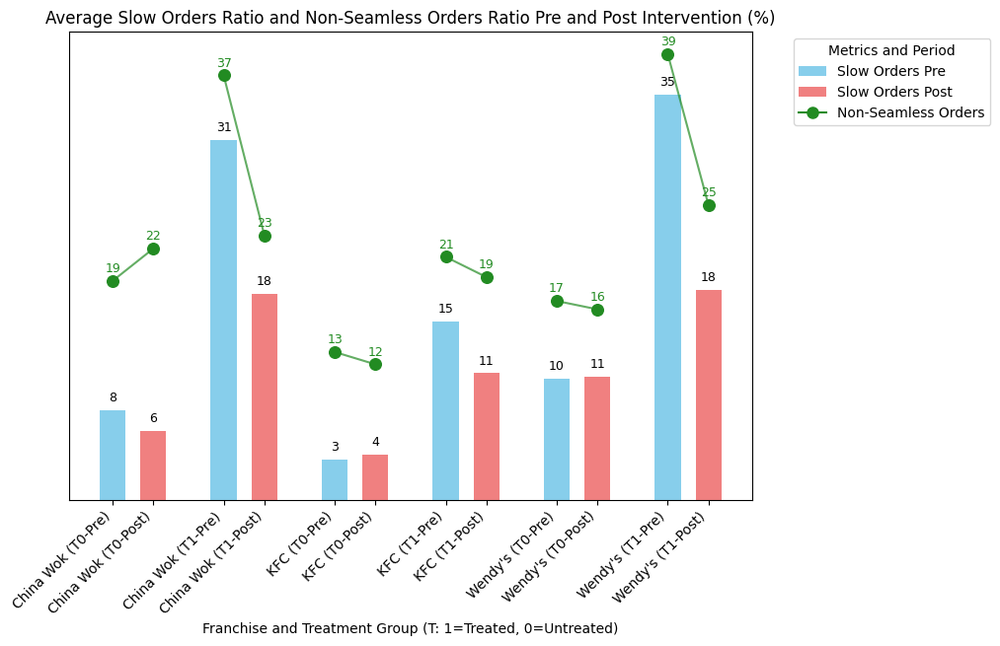 Average Slow Orders Ratio and Non-Seamless Orders Ratio Pre and Post Intervention (%)
Metrics and Period
Slow Orders Pre
Slow Orders Post
Non-Seamless Orders
19
22
37
23
21
19
13
12
17
16
39
25
8
6
31
18
3
4
15
11
10
11
35
18
China Wok (T0-Pre)
China Wok (T0-Post)
China Wok (T1-Pre)
China Wok (T1-Post)
KFC (T0-Pre)
KFC (T0-Post)
KFC (T1-Pre)
KFC (T1-Post)
Wendy's (T0-Pre)
Wendy's (T0-Post)
Wendy's (T1-Pre)
Wendy's (T1-Post)
Franchise and Treatment Group (T: 1=Treated, 0=Untreated)